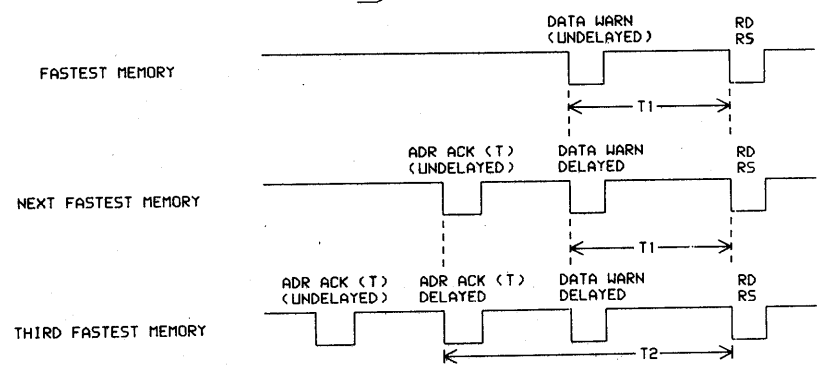 DATA WARN
(UNDELAYED)
RD
RS
FASTEST MEMORY
T1
ADR ACK (T)
(UNDELAYED)
DATA WARN
DELAYED
RD
RS
NEXT FASTEST MEMORY
T1
ADR ACK (T)
(UNDELAYED)
ADR ACK (T)
DELAYED
DATA WARN
DELAYED
RD
RS
THIRD FASTEST MEMORY
T2